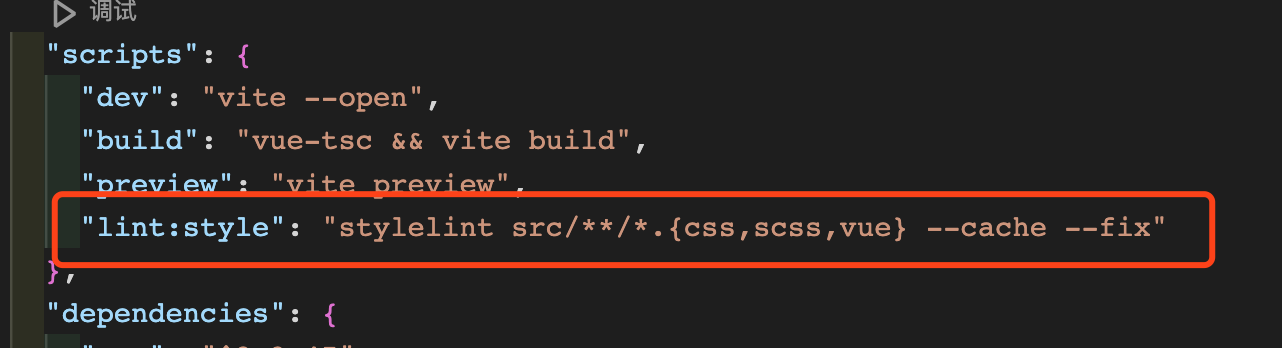 调试
"scripts": {
"dev": "vite --open",
"build": "vue-tsc && vite build",
"preview": "vite preview",
"lint:style": "stylelint src/**/*.{css,scss,vue} --cache --fix"
},
"dependencies": {